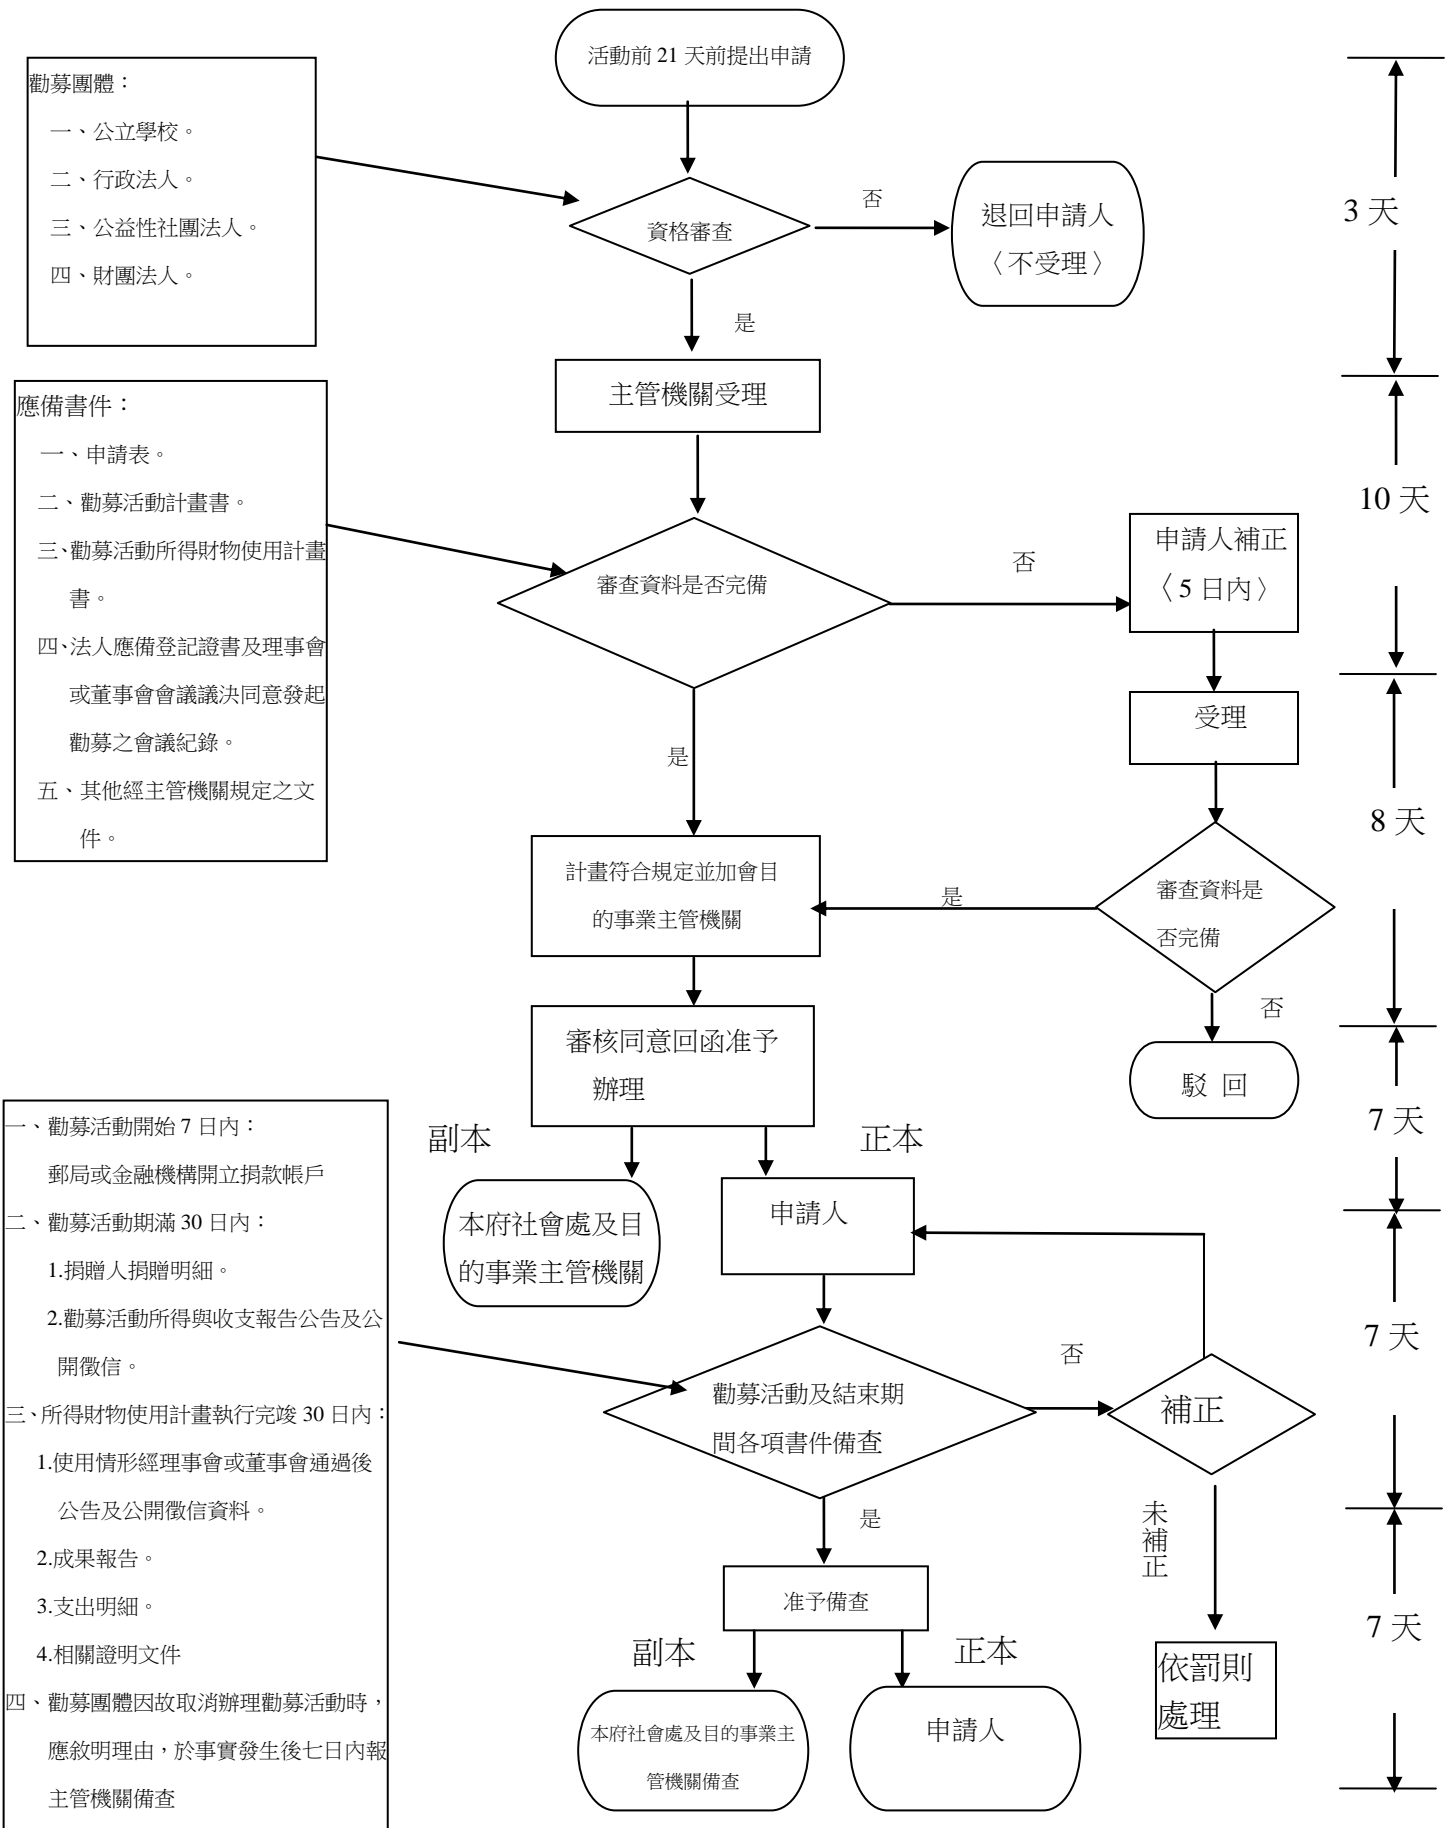 活動前 21 天前提出申請
勸募團體：
一、公立學校。
二、行政法人。
三、公益性社團法人。
四、財團法人。
資格審查
否
退回申請人
〈不受理〉
3 天
是
主管機關受理
應備書件：
一、申請表。
二、勸募活動計畫書。
三、勸募活動所得財物使用計畫
書。
四、法人應備登記證書及理事會
或董事會會議議決同意發起
勸募之會議紀錄。
五、其他經主管機關規定之文
件。
審查資料是否完備
否
申請人補正
〈5 日內〉
10 天
受理
是
計畫符合規定並加會目
的事業主管機關
是
審查資料是
否完備
8 天
否
駁 回
審核同意回函准予
辦理
副本
正本
7 天
本府社會處及目
的事業主管機關
申請人
一、勸募活動開始 7 日內：
郵局或金融機構開立捐款帳戶
二、勸募活動期滿 30 日內：
1.捐贈人捐贈明細。
2.勸募活動所得與收支報告公告及公
開徵信。
三、所得財物使用計畫執行完竣 30 日內：
1.使用情形經理事會或董事會通過後
公告及公開徵信資料。
2.成果報告。
3.支出明細。
4.相關證明文件
四、勸募團體因故取消辦理勸募活動時，
應敘明理由，於事實發生後七日內報
主管機關備查
勸募活動及結束期
間各項書件備查
否
補正
7 天
是
未補正
准予備查
副本
正本
依罰則
處理
7 天
本府社會處及目的事業主
管機關備查
申請人